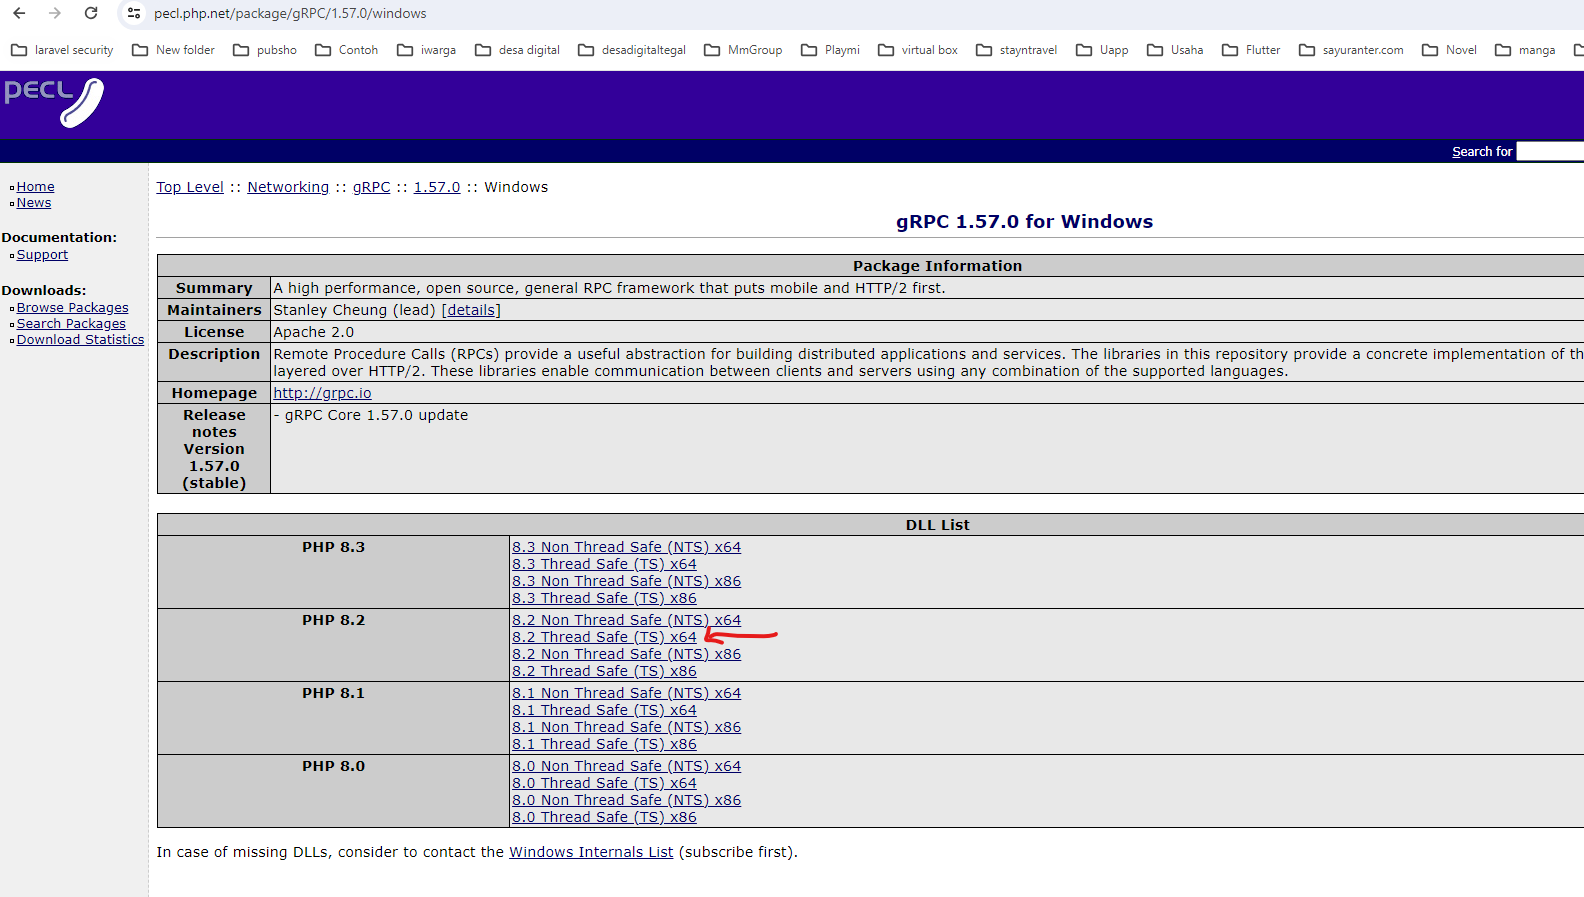 pecl.php.net/package/gRPC/1.57.0/windows
laravel security New folder pubsho Contoh iwarga desa digital desadigitaltegal MmGroup Playmi virtual box stayntravel Uapp Usaha Flutter sayuranter.com Novel manga
PECL
Search for
Home
News
Documentation:
Support
Downloads:
Browse Packages
Search Packages
Download Statistics
Top Level :: Networking :: gRPC :: 1.57.0 :: Windows
gRPC 1.57.0 for Windows
Package Information
Summary A high performance, open source, general RPC framework that puts mobile and HTTP/2 first.
Maintainers Stanley Cheung (lead) [details]
License Apache 2.0
Description Remote Procedure Calls (RPCs) provide a useful abstraction for building distributed applications and services. The libraries in this repository provide a concrete implementation of th
layered over HTTP/2. These libraries enable communication between clients and servers using any combination of the supported languages.
Homepage http://grpc.io
Release notes Version 1.57.0 (stable) - gRPC Core 1.57.0 update
DLL List
PHP 8.3 8.3 Non Thread Safe (NTS) x64
8.3 Thread Safe (TS) x64
8.3 Non Thread Safe (NTS) x86
8.3 Thread Safe (TS) x86
PHP 8.2 8.2 Non Thread Safe (NTS) x64
8.2 Thread Safe (TS) x64
8.2 Non Thread Safe (NTS) x86
8.2 Thread Safe (TS) x86
PHP 8.1 8.1 Non Thread Safe (NTS) x64
8.1 Thread Safe (TS) x64
8.1 Non Thread Safe (NTS) x86
8.1 Thread Safe (TS) x86
PHP 8.0 8.0 Non Thread Safe (NTS) x64
8.0 Thread Safe (TS) x64
8.0 Non Thread Safe (NTS) x86
8.0 Thread Safe (TS) x86
In case of missing DLLs, consider to contact the Windows Internals List (subscribe first).